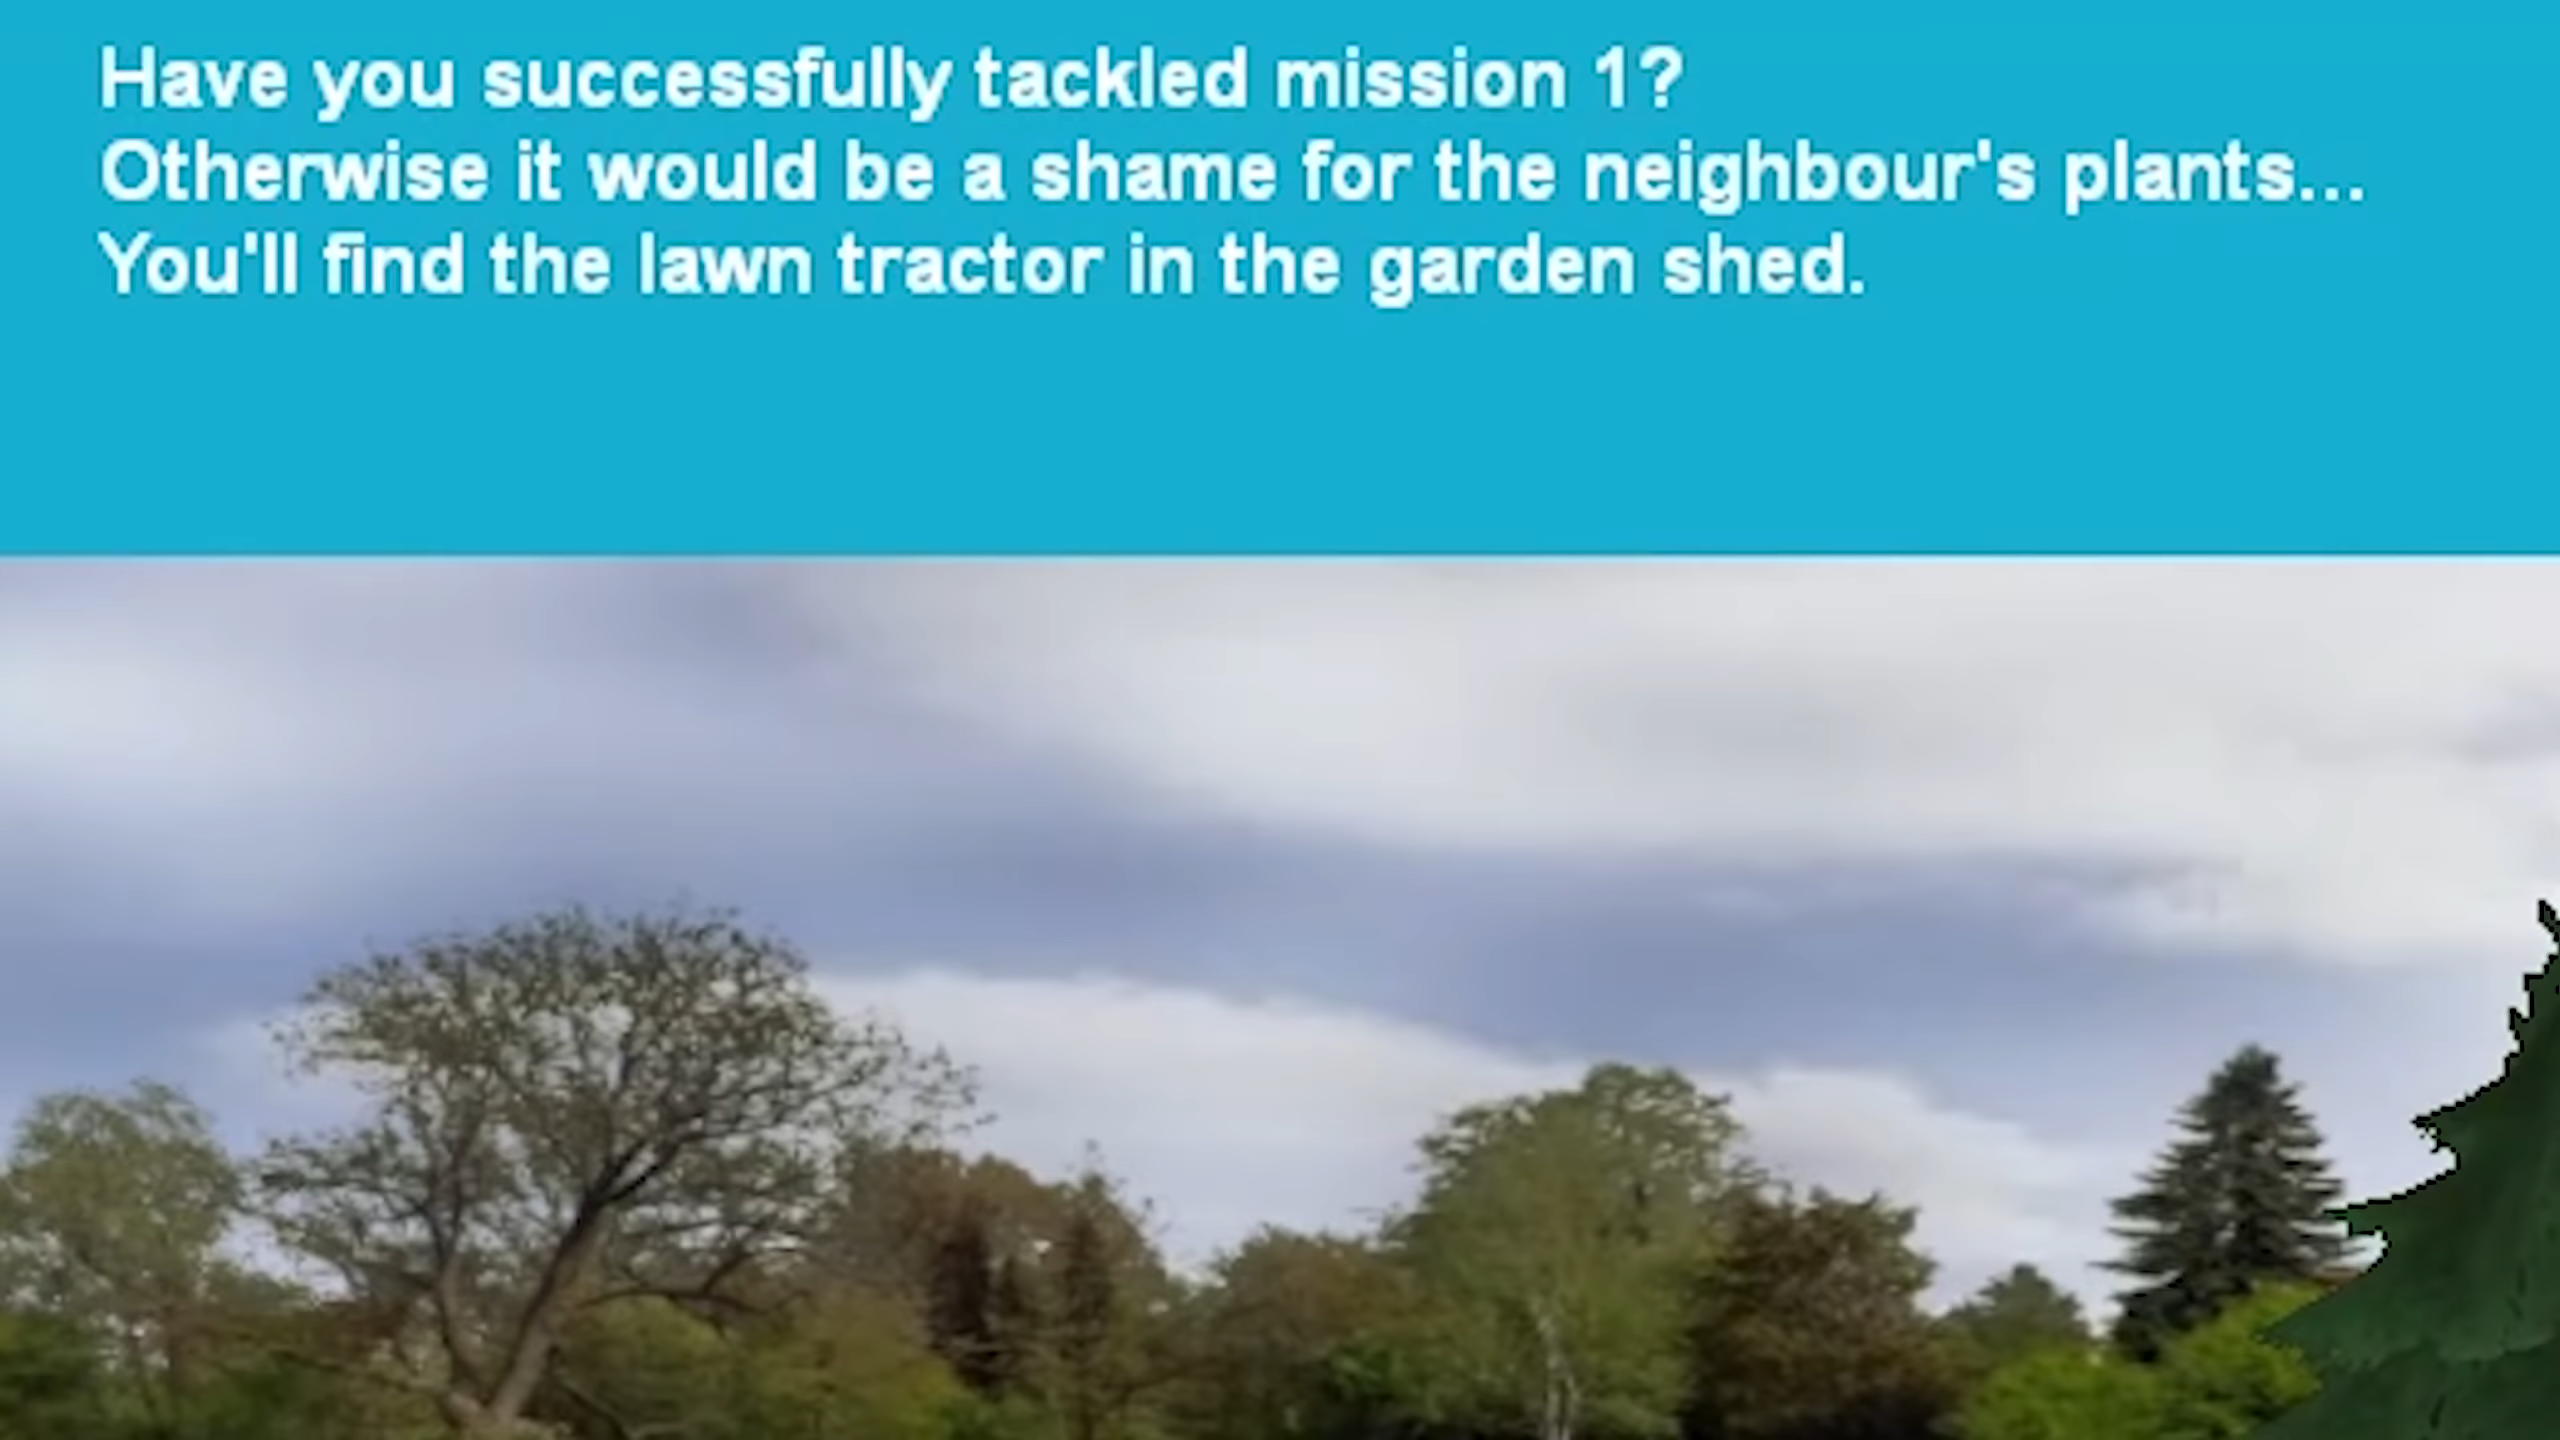 Have you successfully tackled mission 1?
Otherwise it would be a shame for the neighbour's plants...
You'll find the lawn tractor in the garden shed.